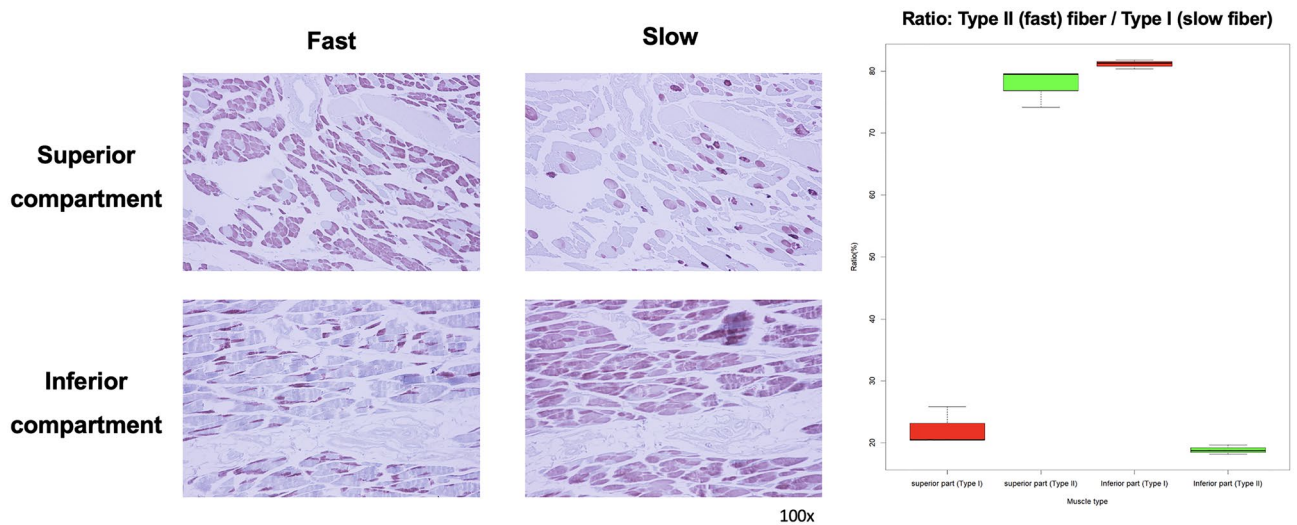 Fast
Slow
Superior
compartment
Inferior
compartment
100x
Ratio: Type II (fast) fiber / Type I (slow fiber)
Ratio(%)
80
70
60
50
40
30
20
superior part (Type I)
superior part (Type II)
Inferior part (Type I)
Inferior part (Type II)
Muscle type